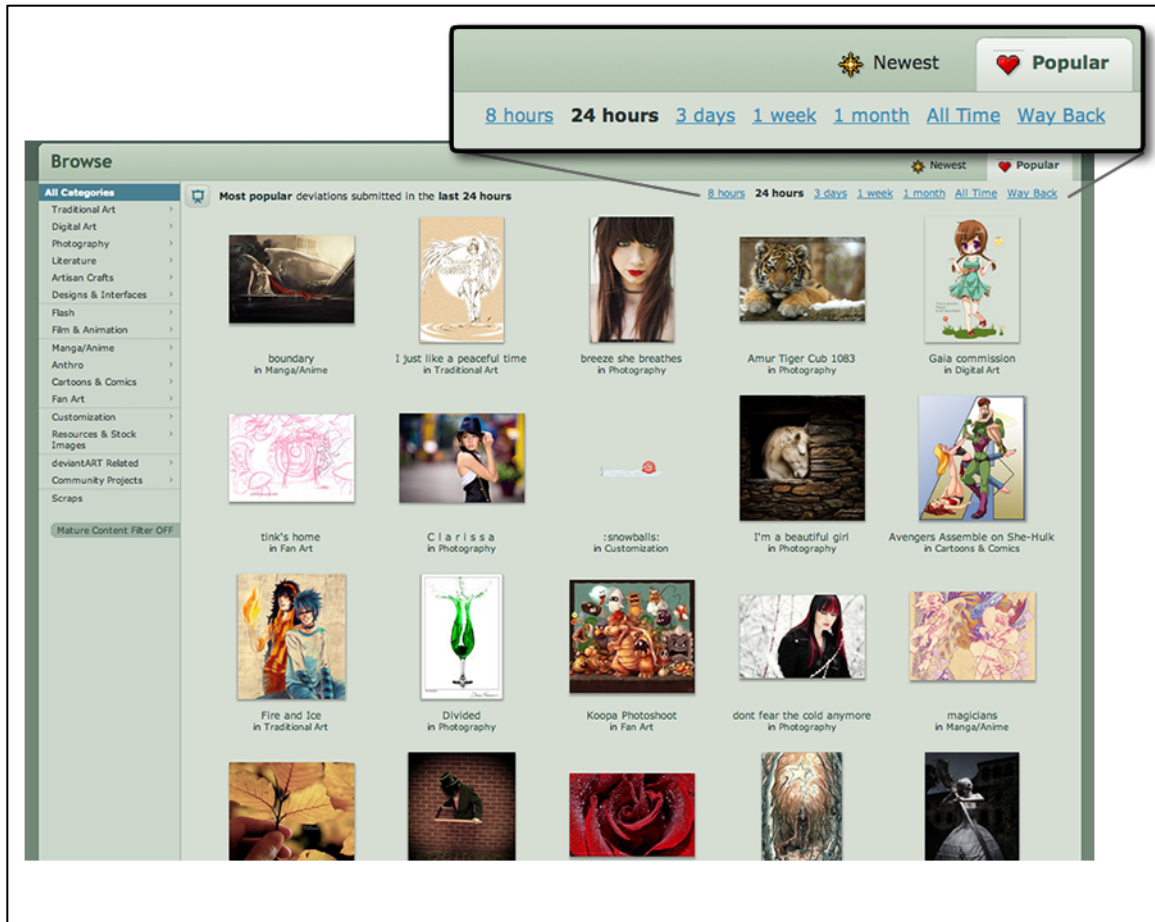 Newest
Popular
8 hours 24 hours 3 days 1 week 1 month All Time Way Back
Browse
Newest
Popular
All Categories
Traditional Art
Digital Art
Photography
Literature
Artisan Crafts
Designs & Interfaces
Flash
Film & Animation
Manga/Anime
Anthro
Cartoons & Comics
Fan Art
Customization
Resources & Stock
Images
deviantART Related
Community Projects
Scraps
Mature Content Filter OFF
Most popular deviations submitted in the last 24 hours
8 hours 24 hours 3 days 1 week 1 month All Time Way Back
boundary
in Manga/Anime
I just like a peaceful time
in Traditional Art
breeze she breathes
in Photography
Amur Tiger Cub 1083
in Photography
Gaia commission
in Digital Art
tink's home
in Fan Art
C l a r i s s a
in Photography
:snowballs:
in Customization
I'm a beautiful girl
in Photography
Avengers Assemble on She-Hulk
in Cartoons & Comics
Fire and Ice
in Traditional Art
Divided
in Photography
Koopa Photoshoot
in Fan Art
dont fear the cold anymore
in Photography
magicians
in Manga/Anime